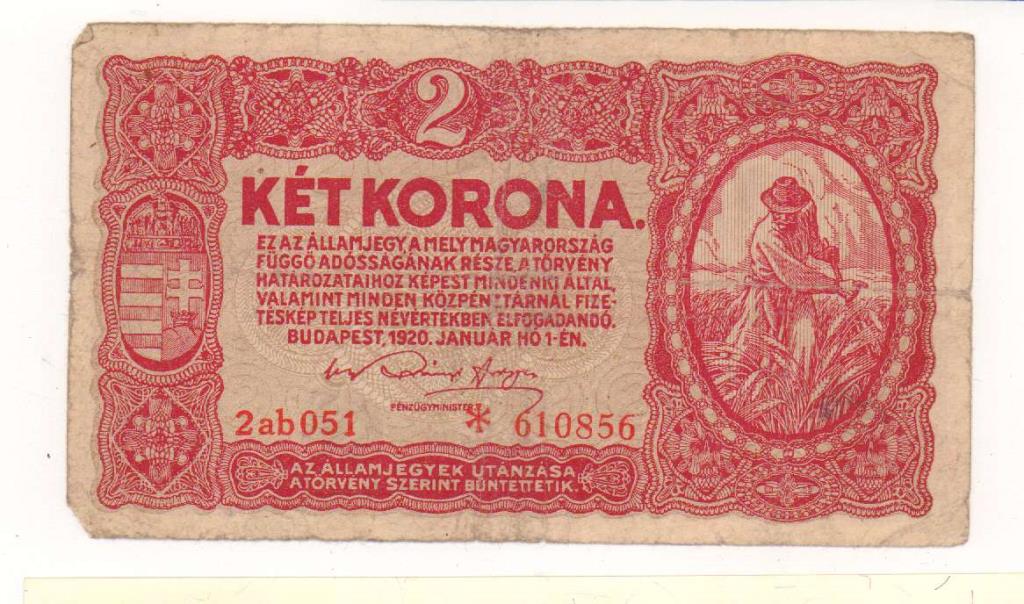 2
KÉT KORONA.
EZ AZ ÁLLAMJEGY, A MELY MAGYARORSZÁG
FÜGGŐ ADÓSSÁGÁNAK RÉSZE, A TÖRVÉNY
HATÁROZATAIHOZ KÉPEST MINDENKI ÁLTAL,
VALAMINT MINDEN KÖZPÉNZTÁRNÁL FIZE-
TÉSKÉP TELJES NÉVÉRTÉKBEN ELFOGADANDÓ.
BUDAPEST, 1920. JANUÁR HÓ 1-ÉN.
PÉNZÜGYMINISTER.
2ab051 * 610856
AZ ÁLLAMJEGYEK UTÁNZÁSA
A TÖRVÉNY SZERINT BÜNTETTETIK.